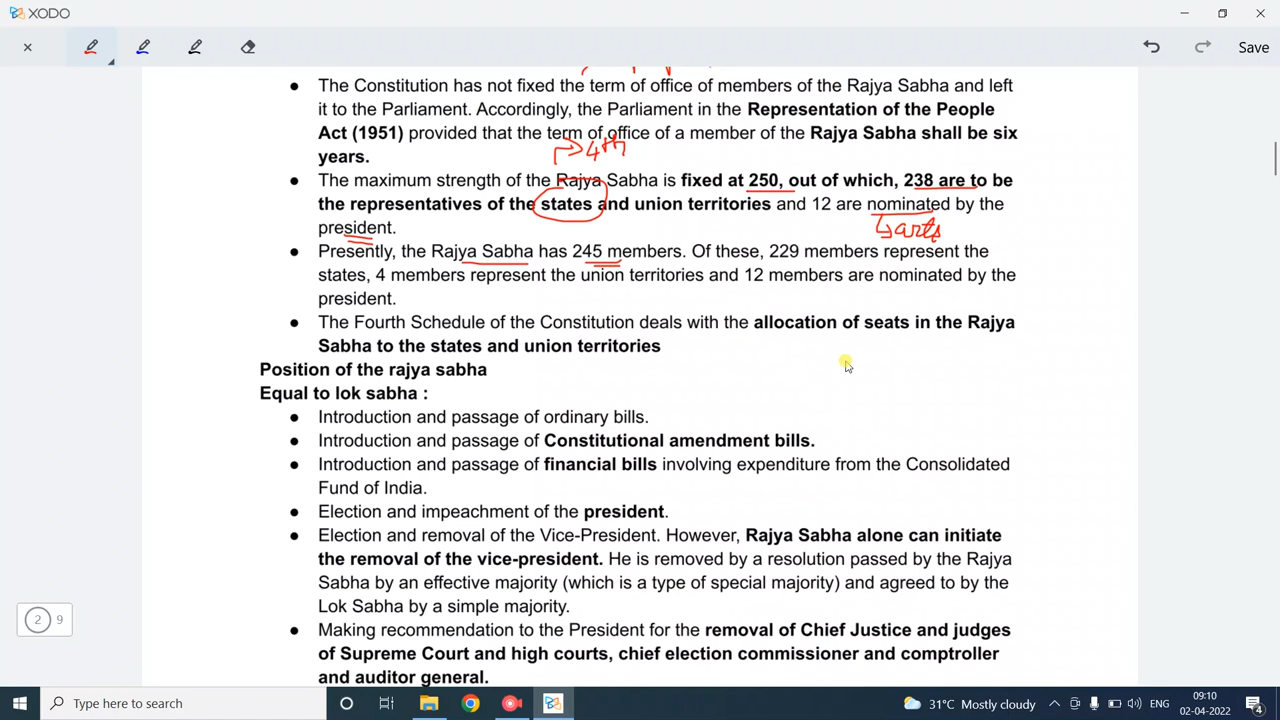 XODO
Save
The Constitution has not fixed the term of office of members of the Rajya Sabha and left
it to the Parliament. Accordingly, the Parliament in the Representation of the People
Act (1951) provided that the term of office of a member of the Rajya Sabha shall be six
years.
4th
The maximum strength of the Rajya Sabha is fixed at 250, out of which, 238 are to be
the representatives of the states and union territories and 12 are nominated by the
president.
arts
Presently, the Rajya Sabha has 245 members. Of these, 229 members represent the
states, 4 members represent the union territories and 12 members are nominated by the
president.
The Fourth Schedule of the Constitution deals with the allocation of seats in the Rajya
Sabha to the states and union territories
Position of the rajya sabha
Equal to lok sabha :
Introduction and passage of ordinary bills.
Introduction and passage of Constitutional amendment bills.
Introduction and passage of financial bills involving expenditure from the Consolidated
Fund of India.
Election and impeachment of the president.
Election and removal of the Vice-President. However, Rajya Sabha alone can initiate
the removal of the vice-president. He is removed by a resolution passed by the Rajya
Sabha by an effective majority (which is a type of special majority) and agreed to by the
Lok Sabha by a simple majority.
2 9
Making recommendation to the President for the removal of Chief Justice and judges
of Supreme Court and high courts, chief election commissioner and comptroller
and auditor general.
Type here to search
31°C Mostly cloudy
09:10
02-04-2022
4